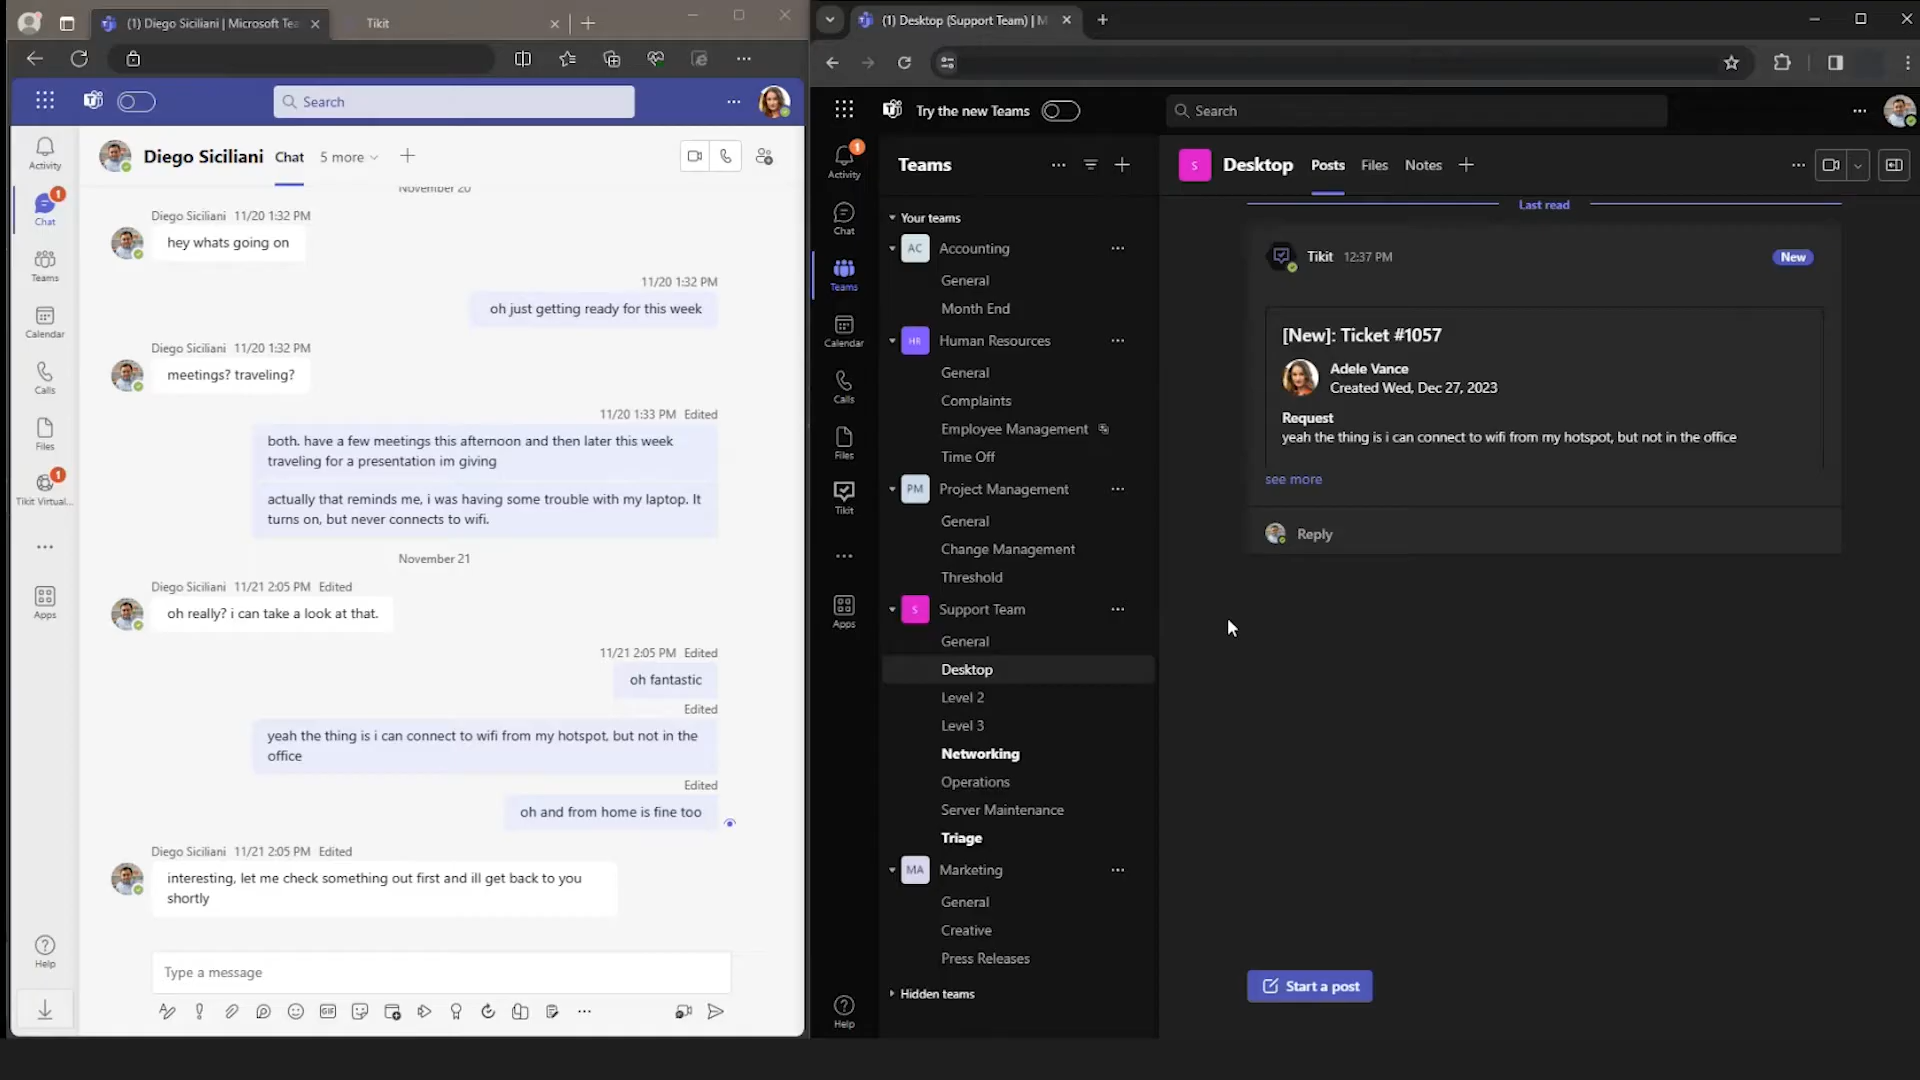 (1) Diego Siciliani | Microsoft Tea
Tikit
Search
Activity
1
Chat
Teams
Calendar
Calls
Files
1
Tikit Virtual...
Apps
Help
Diego Siciliani
Chat
5 more
November 20
Diego Siciliani 11/20 1:32 PM
hey whats going on
11/20 1:32 PM
oh just getting ready for this week
Diego Siciliani 11/20 1:32 PM
meetings? traveling?
11/20 1:33 PM Edited
both. have a few meetings this afternoon and then later this week
traveling for a presentation im giving
actually that reminds me, i was having some trouble with my laptop. It
turns on, but never connects to wifi.
November 21
Diego Siciliani 11/21 2:05 PM Edited
oh really? i can take a look at that.
11/21 2:05 PM Edited
oh fantastic
Edited
yeah the thing is i can connect to wifi from my hotspot, but not in the
office
Edited
oh and from home is fine too
Diego Siciliani 11/21 2:05 PM Edited
interesting, let me check something out first and ill get back to you
shortly
Type a message
GIF
(1) Desktop (Support Team) | M
Try the new Teams
Search
1
Activity
Chat
Teams
Calendar
Calls
Files
Tikit
Apps
Help
Teams
Your teams
AC Accounting
General
Month End
HR Human Resources
General
Complaints
Employee Management
Time Off
PM Project Management
General
Change Management
Threshold
S Support Team
General
Desktop
Level 2
Level 3
Networking
Operations
Server Maintenance
Triage
MA Marketing
General
Creative
Press Releases
Hidden teams
S Desktop
Posts
Files
Notes
Last read
Tikit 12:37 PM
New
[New]: Ticket #1057
Adele Vance
Created Wed, Dec 27, 2023
Request
yeah the thing is i can connect to wifi from my hotspot, but not in the office
see more
Reply
Start a post